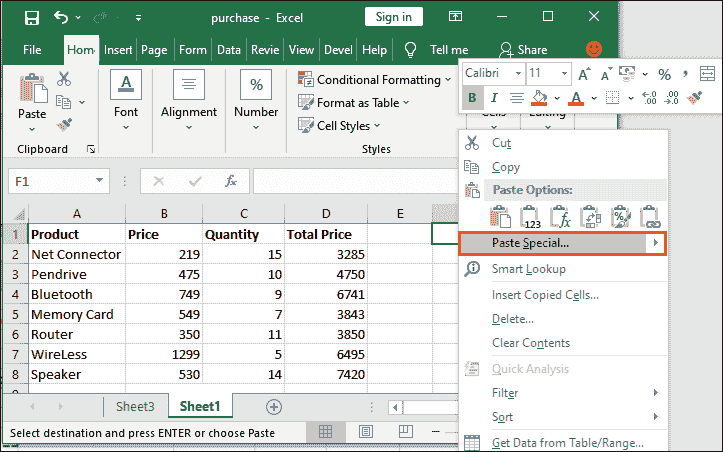 purchase - Excel
Sign in
File Home Insert Page Form Data Revie View Devel Help Tell me Share
Paste
Clipboard
A
Font
Alignment
%
Number
Conditional Formatting
Format as Table
Cell Styles
Styles
Calibri 11 A A % ,
B I A .00 .0
Cut
Copy
Paste Options:
123 fx %
Paste Special...
Smart Lookup
Insert Copied Cells...
Delete...
Clear Contents
Quick Analysis
Filter
Sort
Get Data from Table/Range...
F1 fx
A B C D E
1 Product Price Quantity Total Price
2 Net Connector 219 15 3285
3 Pendrive 475 10 4750
4 Bluetooth 749 9 6741
5 Memory Card 549 7 3843
6 Router 350 11 3850
7 WireLess 1299 5 6495
8 Speaker 530 14 7420
Sheet3 Sheet1
Select destination and press ENTER or choose Paste